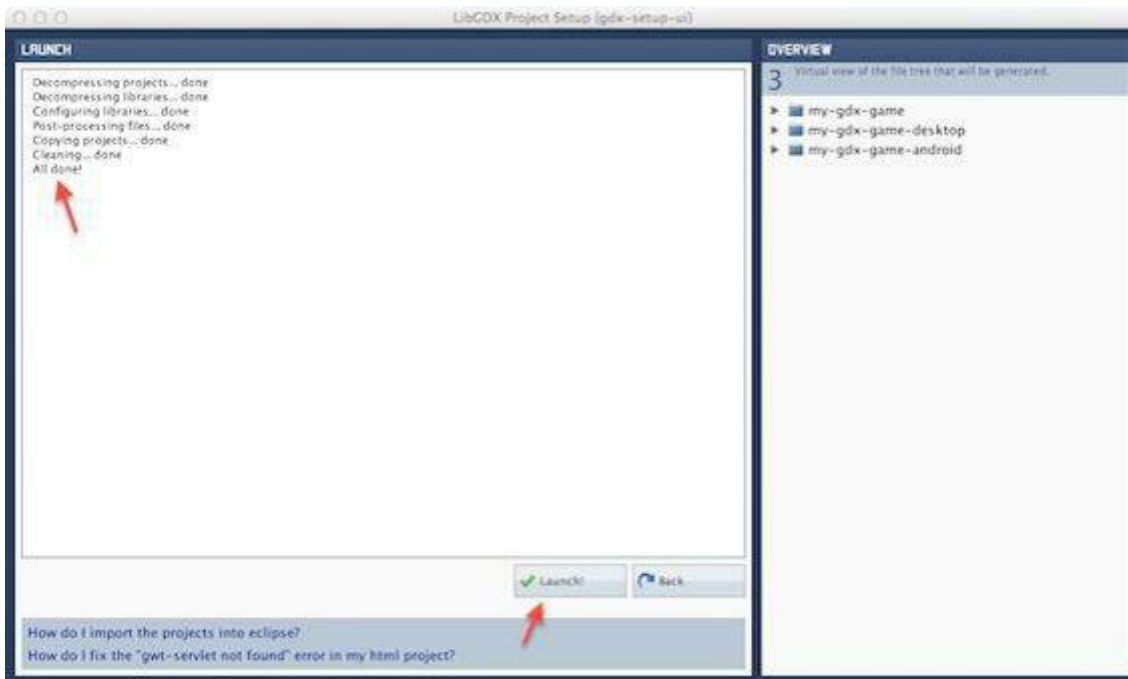 LibGDX Project Setup (gdx-setup-ui)
LAUNCH
Decompressing projects... done
Decompressing libraries... done
Configuring libraries... done
Post-processing files... done
Copying projects... done
Cleaning... done
All done!
Launch!
Back
How do I import the projects into eclipse?
How do I fix the "gwt-servlet not found" error in my html project?
OVERVIEW
3 Virtual view of the file tree that will be generated.
my-gdx-game
my-gdx-game-desktop
my-gdx-game-android